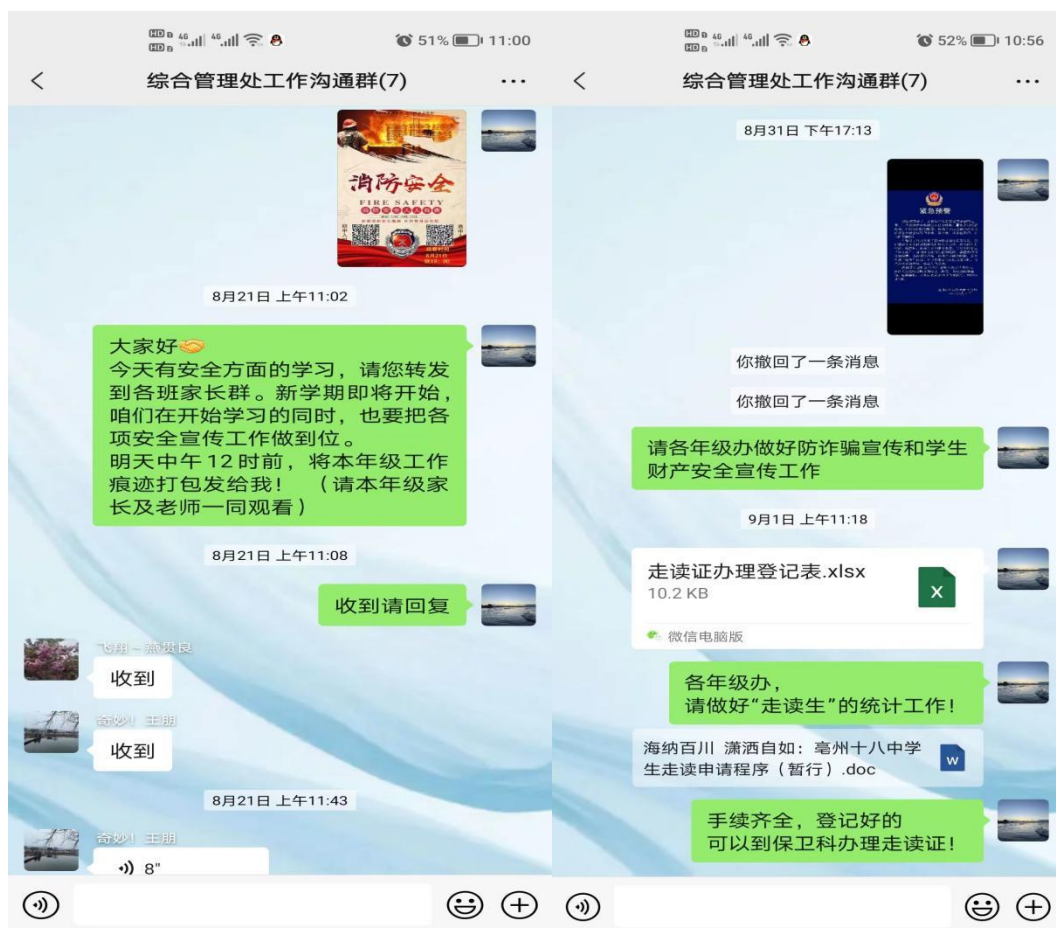 51% 11:00
综合管理处工作沟通群(7)
消防安全
FIRE SAFETY
8月21日
8月21日 上午11:02
大家好🤝
今天有安全方面的学习，请您转发
到各班家长群。新学期即将开始，
咱们在开始学习的同时，也要把各
项安全宣传工作做到位。
明天中午12时前，将本年级工作
痕迹打包发给我！ （请本年级家
长及老师一同观看）
8月21日 上午11:08
收到请回复
飞翔~燕贯良
收到
奇妙！王朋
收到
8月21日 上午11:43
奇妙！王朋
8"
52% 10:56
综合管理处工作沟通群(7)
8月31日 下午17:13
紧急预警
你撤回了一条消息
你撤回了一条消息
请各年级办做好防诈骗宣传和学生
财产安全宣传工作
9月1日 上午11:18
走读证办理登记表.xlsx
10.2 KB
X
微信电脑版
各年级办，
请做好“走读生”的统计工作！
海纳百川 潇洒自如：亳州十八中学
生走读申请程序（暂行）.doc
W
手续齐全，登记好的
可以到保卫科办理走读证！